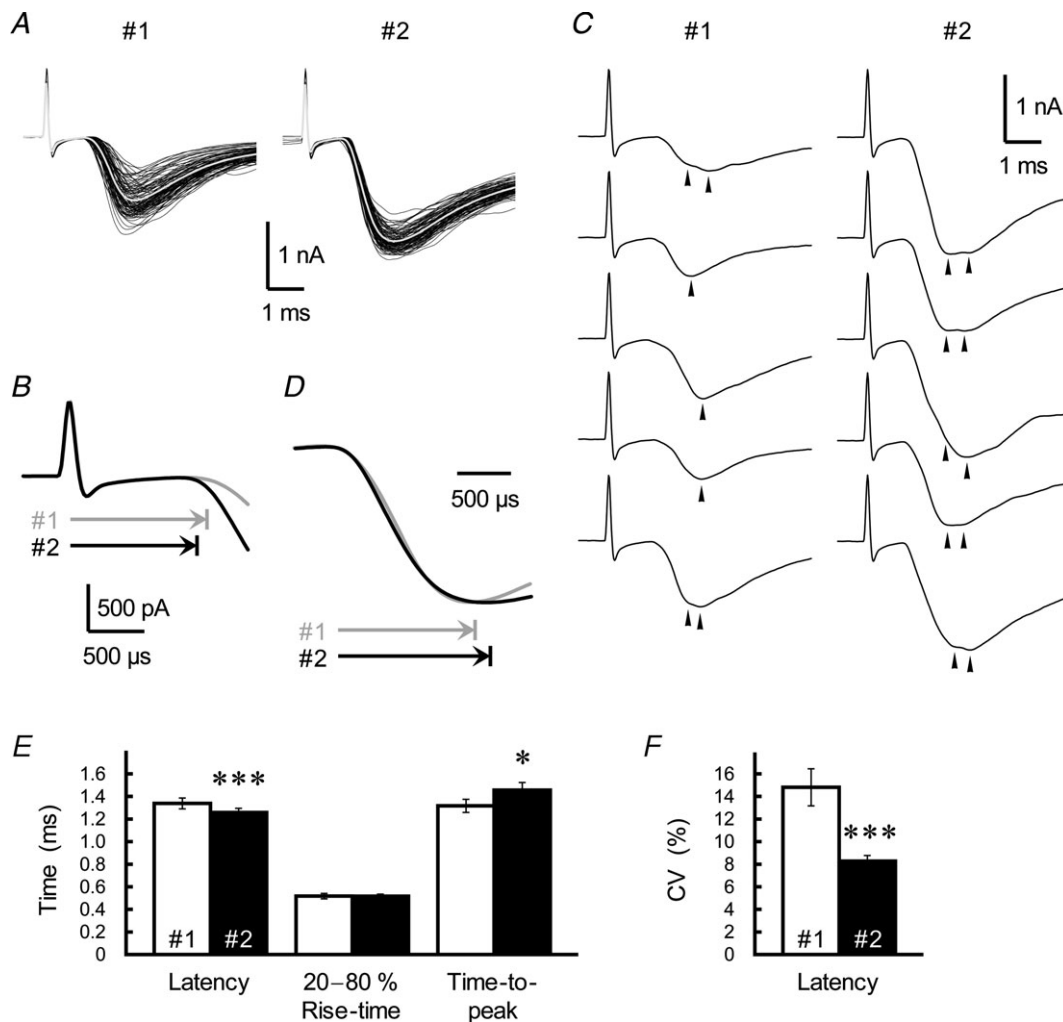 A
#1
#2
1 nA
1 ms
C
#1
#2
1 nA
1 ms
B
#1
#2
500 pA
500 µs
D
500 µs
#1
#2
E
Time (ms)
1.6
1.4
1.2
1.0
0.8
0.6
0.4
0.2
0
***
*
#1
#2
Latency
20–80 %
Rise-time
Time-to-
peak
F
CV (%)
16
14
12
10
8
6
4
2
0
***
#1
#2
Latency